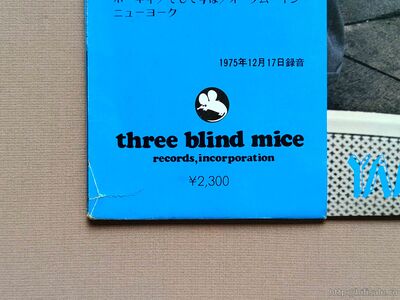 ニューヨーク
1975年12月17日録音
three blind mice
records, incorporation
¥2,300
YA